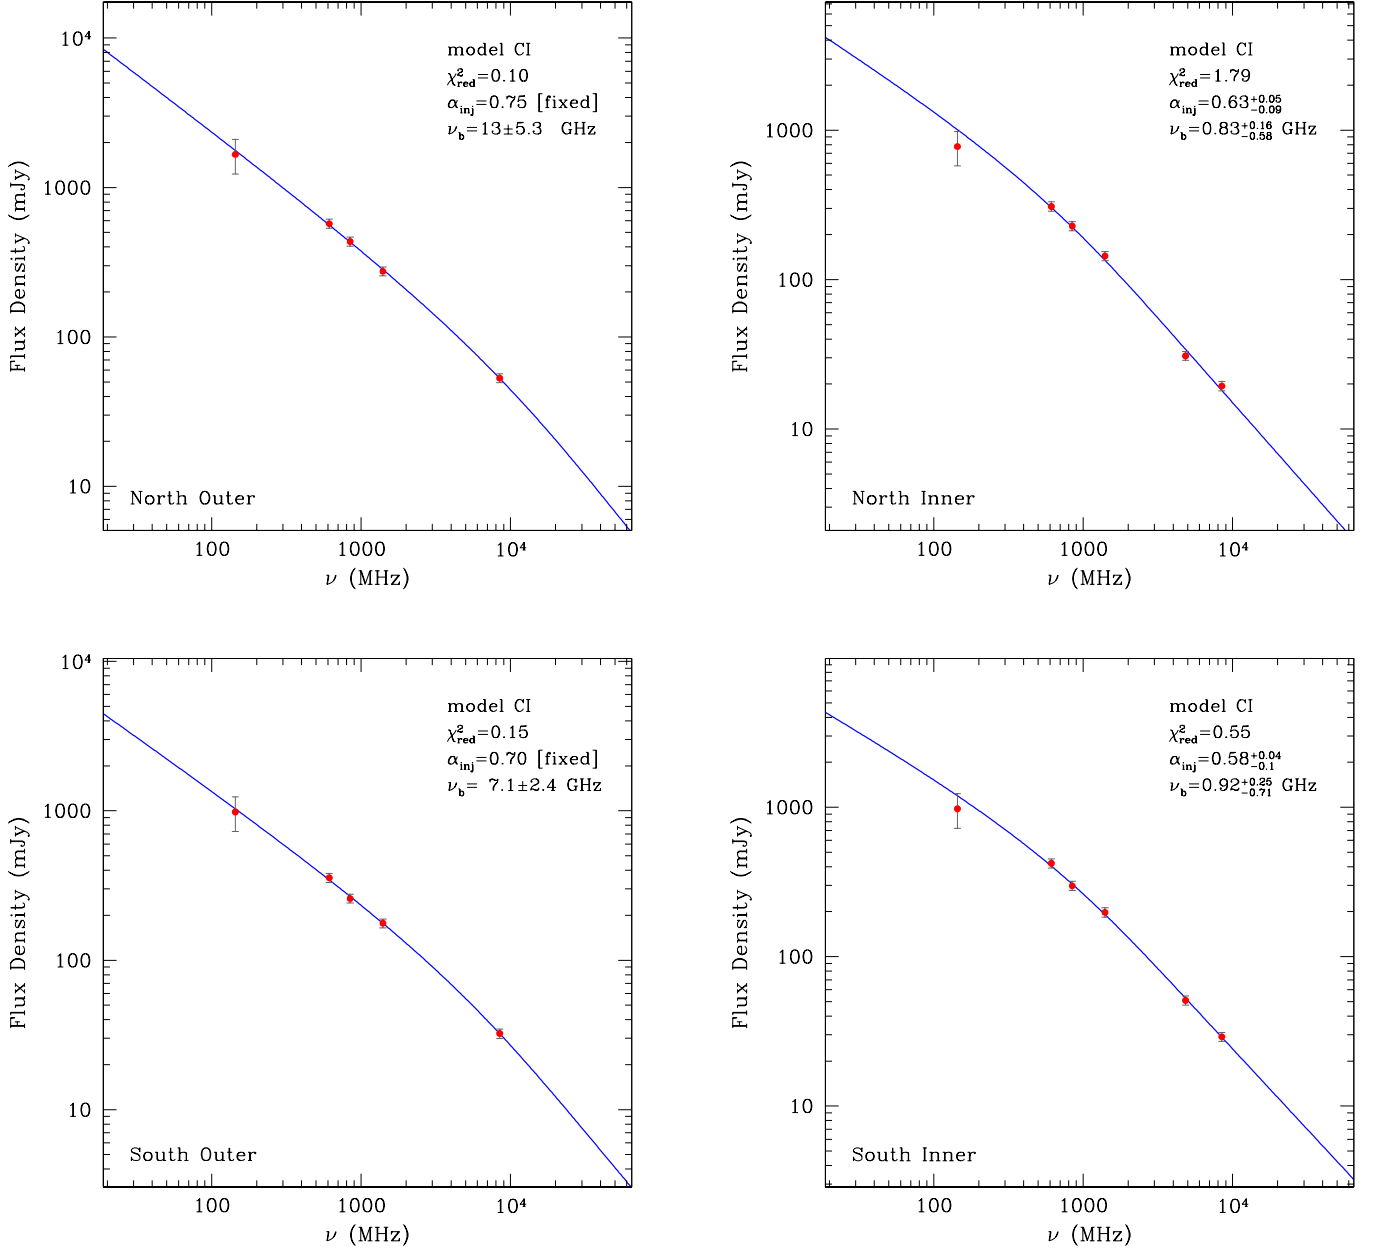 10⁴
1000
100
10
Flux Density (mJy)
model CI
χ²red=0.10
αinj=0.75 [fixed]
νb=13±5.3 GHz
North Outer
100 1000 10⁴
ν (MHz)
1000
100
10
Flux Density (mJy)
model CI
χ²red=1.79
αinj=0.63+0.05−0.09
νb=0.83+0.16−0.58 GHz
North Inner
100 1000 10⁴
ν (MHz)
10⁴
1000
100
10
Flux Density (mJy)
model CI
χ²red=0.15
αinj=0.70 [fixed]
νb= 7.1±2.4 GHz
South Outer
100 1000 10⁴
ν (MHz)
1000
100
10
Flux Density (mJy)
model CI
χ²red=0.55
αinj=0.58+0.04−0.1
νb=0.92+0.25−0.71 GHz
South Inner
100 1000 10⁴
ν (MHz)